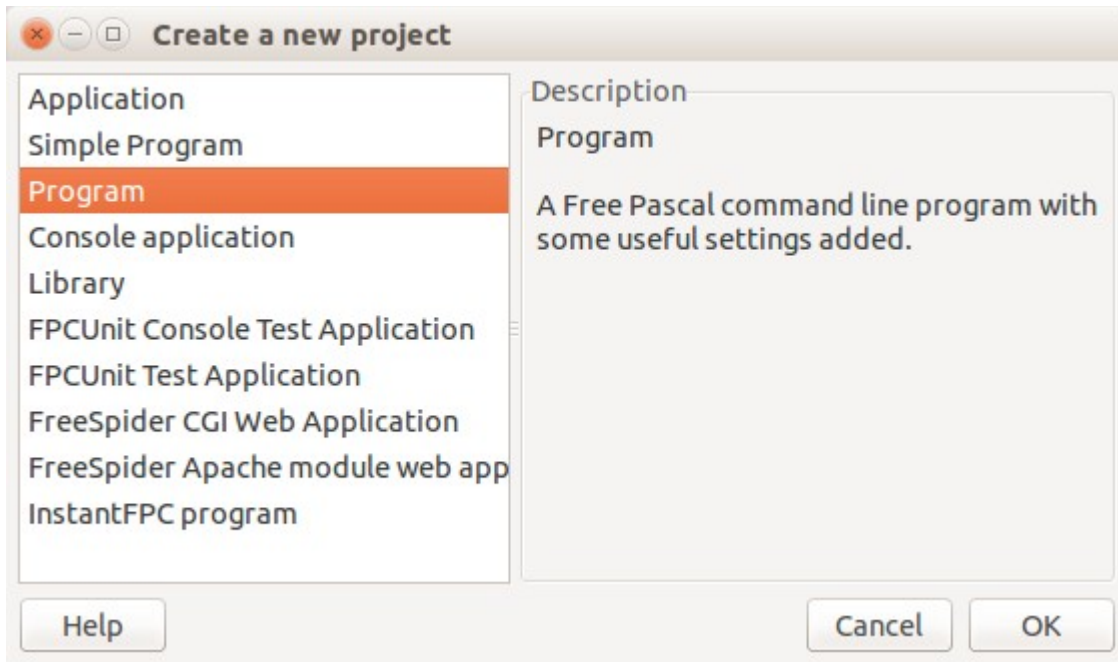 Create a new project
Application
Simple Program
Program
Console application
Library
FPCUnit Console Test Application
FPCUnit Test Application
FreeSpider CGI Web Application
FreeSpider Apache module web app
InstantFPC program
Description
Program
A Free Pascal command line program with
some useful settings added.
Help
Cancel
OK